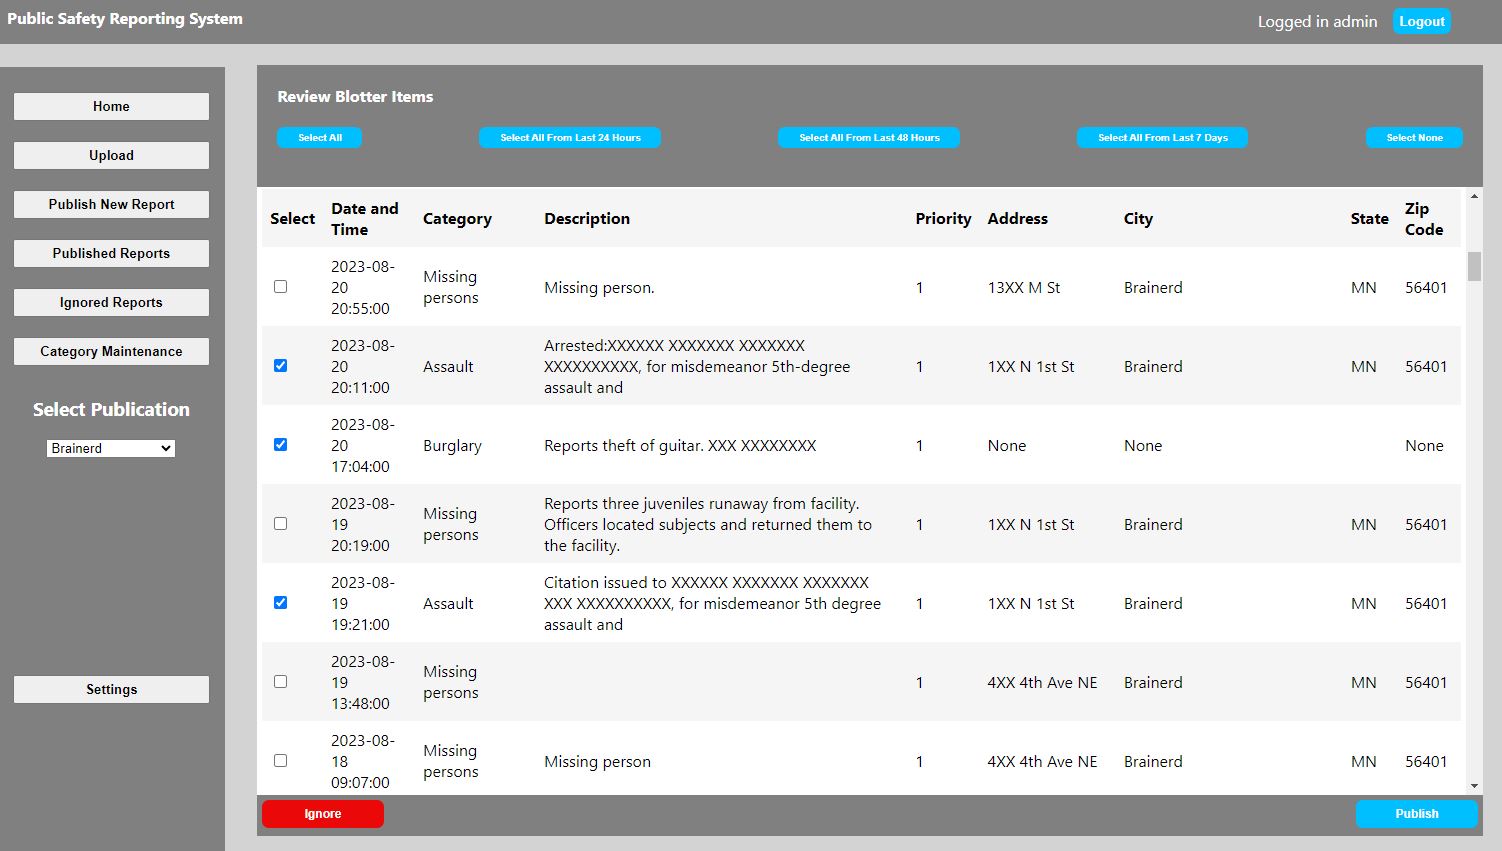 Public Safety Reporting System
Logged in admin Logout
Home
Upload
Publish New Report
Published Reports
Ignored Reports
Category Maintenance
Select Publication
Brainerd
Settings
Review Blotter Items
Select All Select All From Last 24 Hours Select All From Last 48 Hours Select All From Last 7 Days Select None
Select Date and Time Category Description Priority Address City State Zip Code
2023-08-20 20:55:00 Missing persons Missing person. 1 13XX M St Brainerd MN 56401
2023-08-20 20:11:00 Assault Arrested:XXXXXX XXXXXXX XXXXXXX XXXXXXXXXX, for misdemeanor 5th-degree assault and 1 1XX N 1st St Brainerd MN 56401
2023-08-20 17:04:00 Burglary Reports theft of guitar. XXX XXXXXXXX 1 None None None
2023-08-19 20:19:00 Missing persons Reports three juveniles runaway from facility. Officers located subjects and returned them to the facility. 1 1XX N 1st St Brainerd MN 56401
2023-08-19 19:21:00 Assault Citation issued to XXXXXX XXXXXXX XXXXXXX XXX XXXXXXXXXX, for misdemeanor 5th degree assault and 1 1XX N 1st St Brainerd MN 56401
2023-08-19 13:48:00 Missing persons 1 4XX 4th Ave NE Brainerd MN 56401
2023-08-18 09:07:00 Missing persons Missing person 1 4XX 4th Ave NE Brainerd MN 56401
Ignore Publish